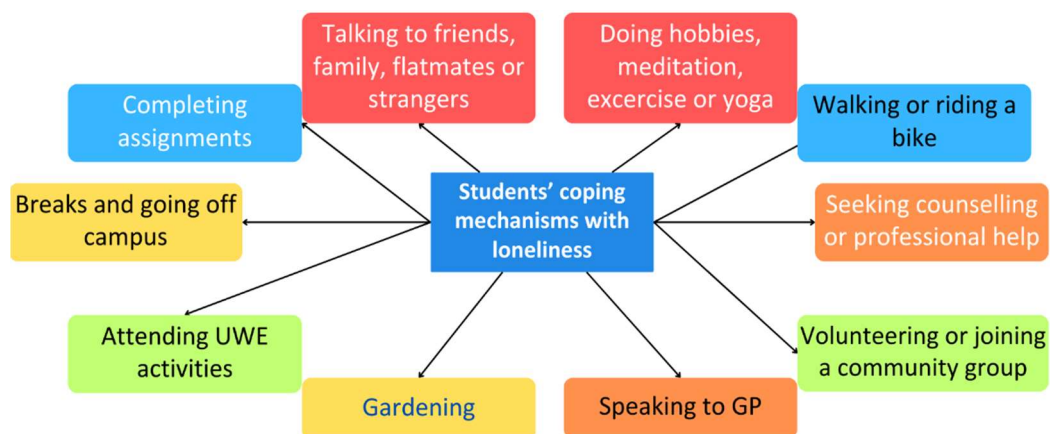 Talking to friends,
family, flatmates or
strangers
Doing hobbies,
meditation,
excercise or yoga
Completing
assignments
Walking or riding a
bike
Students’ coping
mechanisms with
loneliness
Breaks and going off
campus
Seeking counselling
or professional help
Attending UWE
activities
Volunteering or joining
a community group
Gardening
Speaking to GP